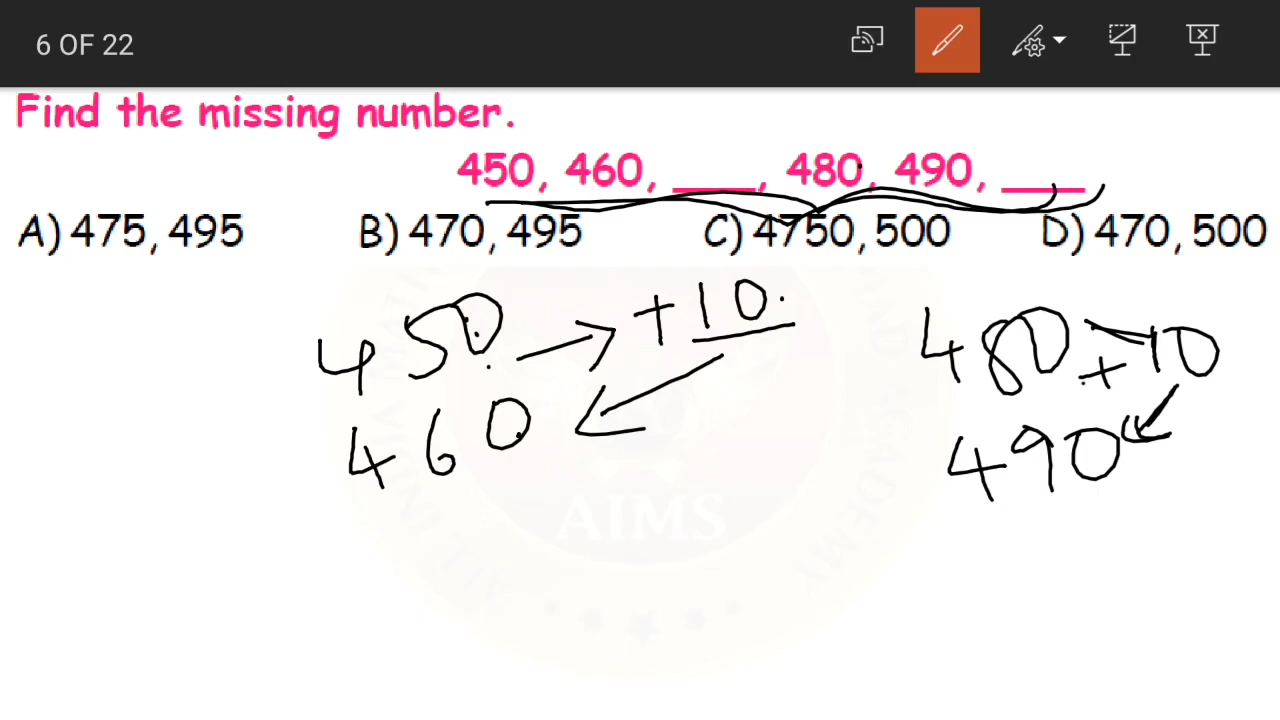 6 OF 22
Find the missing number.
450, 460, ____, 480, 490, ____
A) 475, 495 B) 470, 495 C) 4750, 500 D) 470, 500
450 → +10. 480 +10
460 490
AIMS